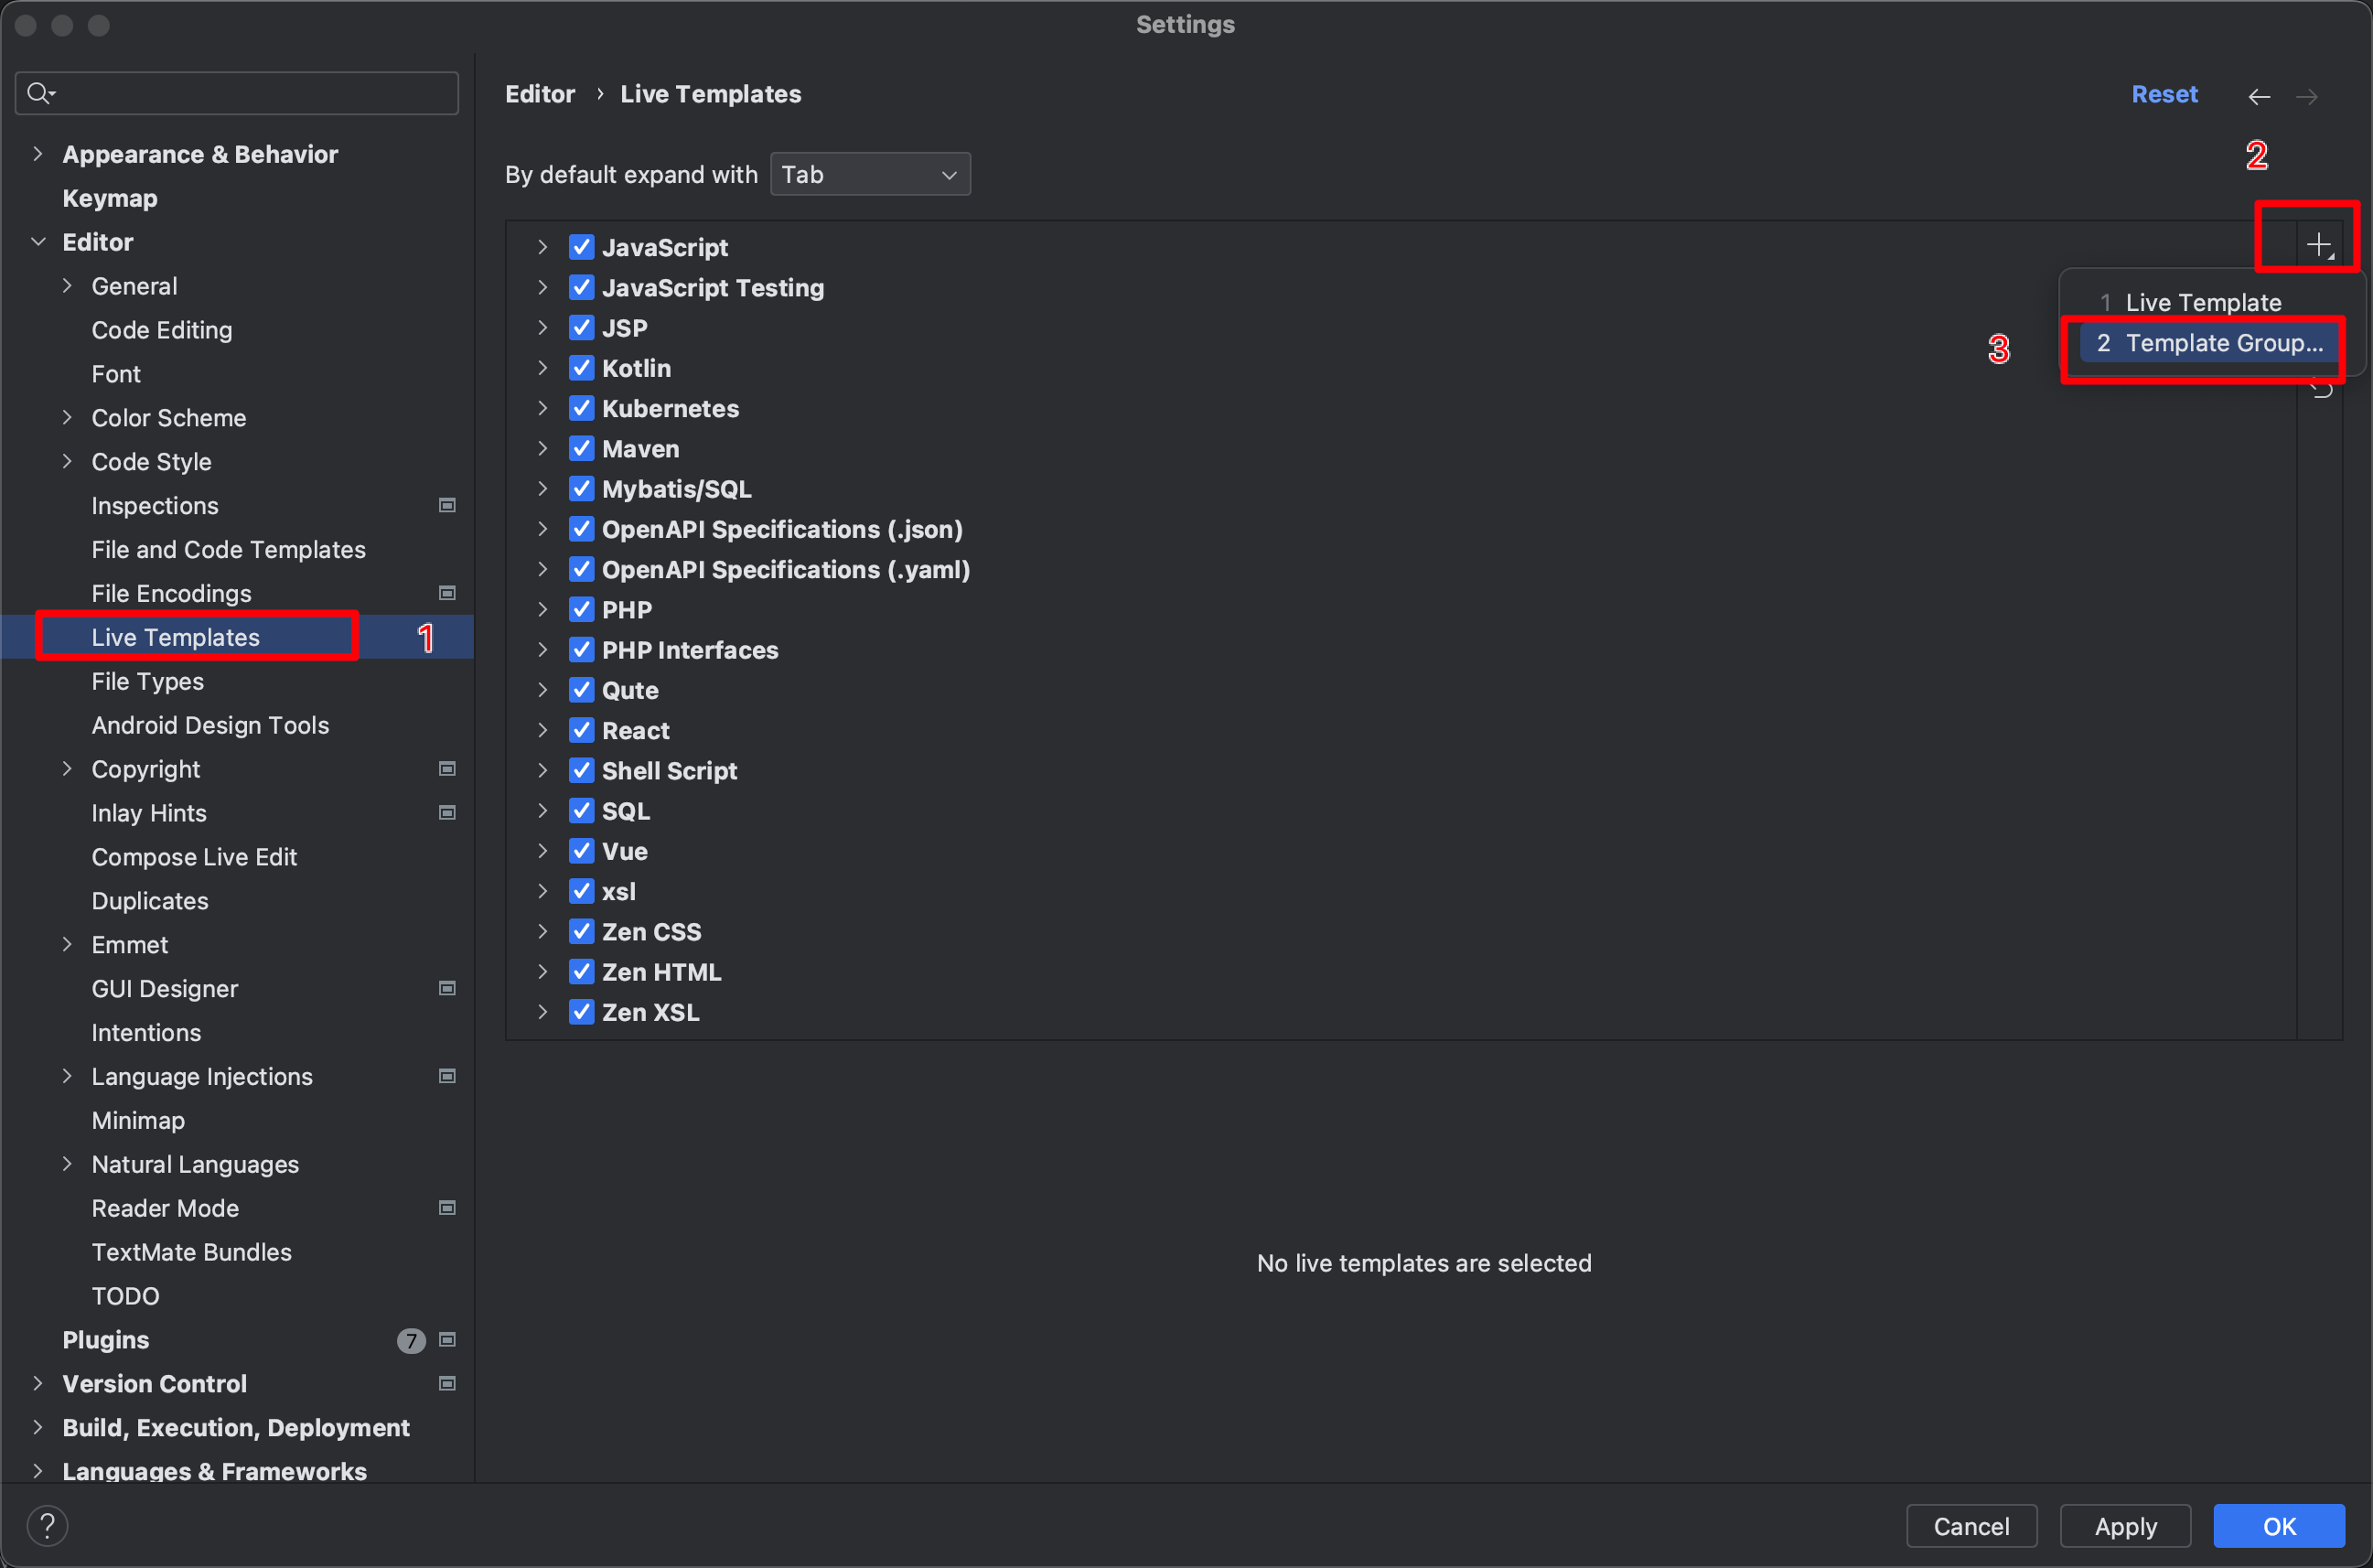 Settings
Appearance & Behavior
Keymap
Editor
General
Code Editing
Font
Color Scheme
Code Style
Inspections
File and Code Templates
File Encodings
Live Templates
1
File Types
Android Design Tools
Copyright
Inlay Hints
Compose Live Edit
Duplicates
Emmet
GUI Designer
Intentions
Language Injections
Minimap
Natural Languages
Reader Mode
TextMate Bundles
TODO
Plugins 7
Version Control
Build, Execution, Deployment
Languages & Frameworks
Editor › Live Templates
Reset
2
By default expand with Tab
JavaScript
JavaScript Testing
JSP
Kotlin
Kubernetes
Maven
Mybatis/SQL
OpenAPI Specifications (.json)
OpenAPI Specifications (.yaml)
PHP
PHP Interfaces
Qute
React
Shell Script
SQL
Vue
xsl
Zen CSS
Zen HTML
Zen XSL
1 Live Template
3
2 Template Group...
No live templates are selected
?
Cancel
Apply
OK